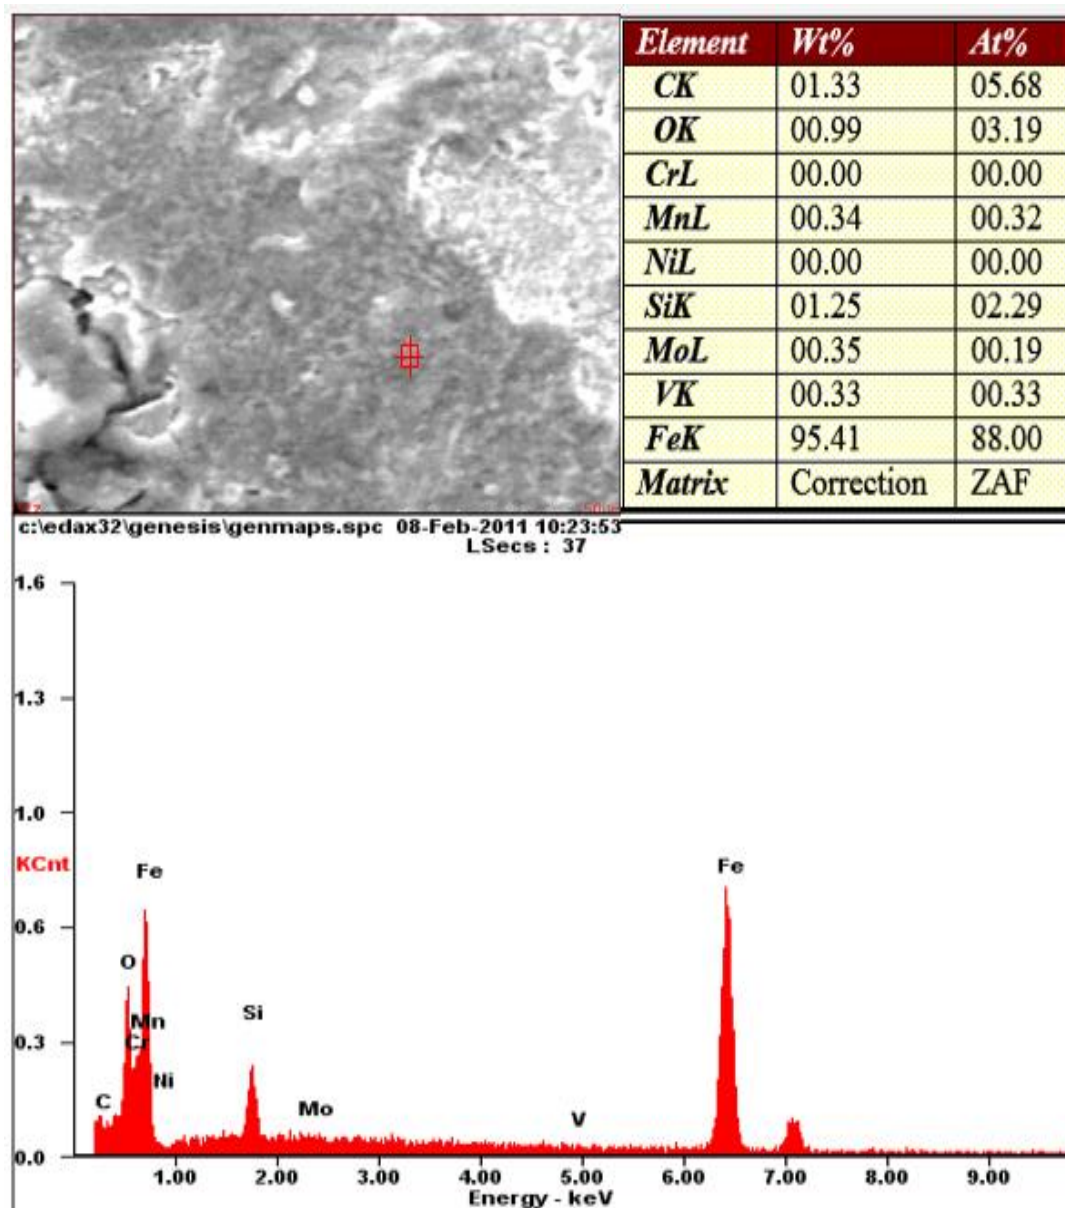 Element Wt% At%
CK 01.33 05.68
OK 00.99 03.19
CrL 00.00 00.00
MnL 00.34 00.32
NiL 00.00 00.00
SiK 01.25 02.29
MoL 00.35 00.19
VK 00.33 00.33
FeK 95.41 88.00
Matrix Correction ZAF
c:\edax32\genesis\genmaps.spc 08-Feb-2011 10:23:53
LSecs : 37
1.6
1.3
1.0
KCnt
Fe
Fe
0.6
O
Si
Mn
0.3
Cr
Ni
C
Mo
V
0.0
1.00 2.00 3.00 4.00 5.00 6.00 7.00 8.00 9.00
Energy - keV